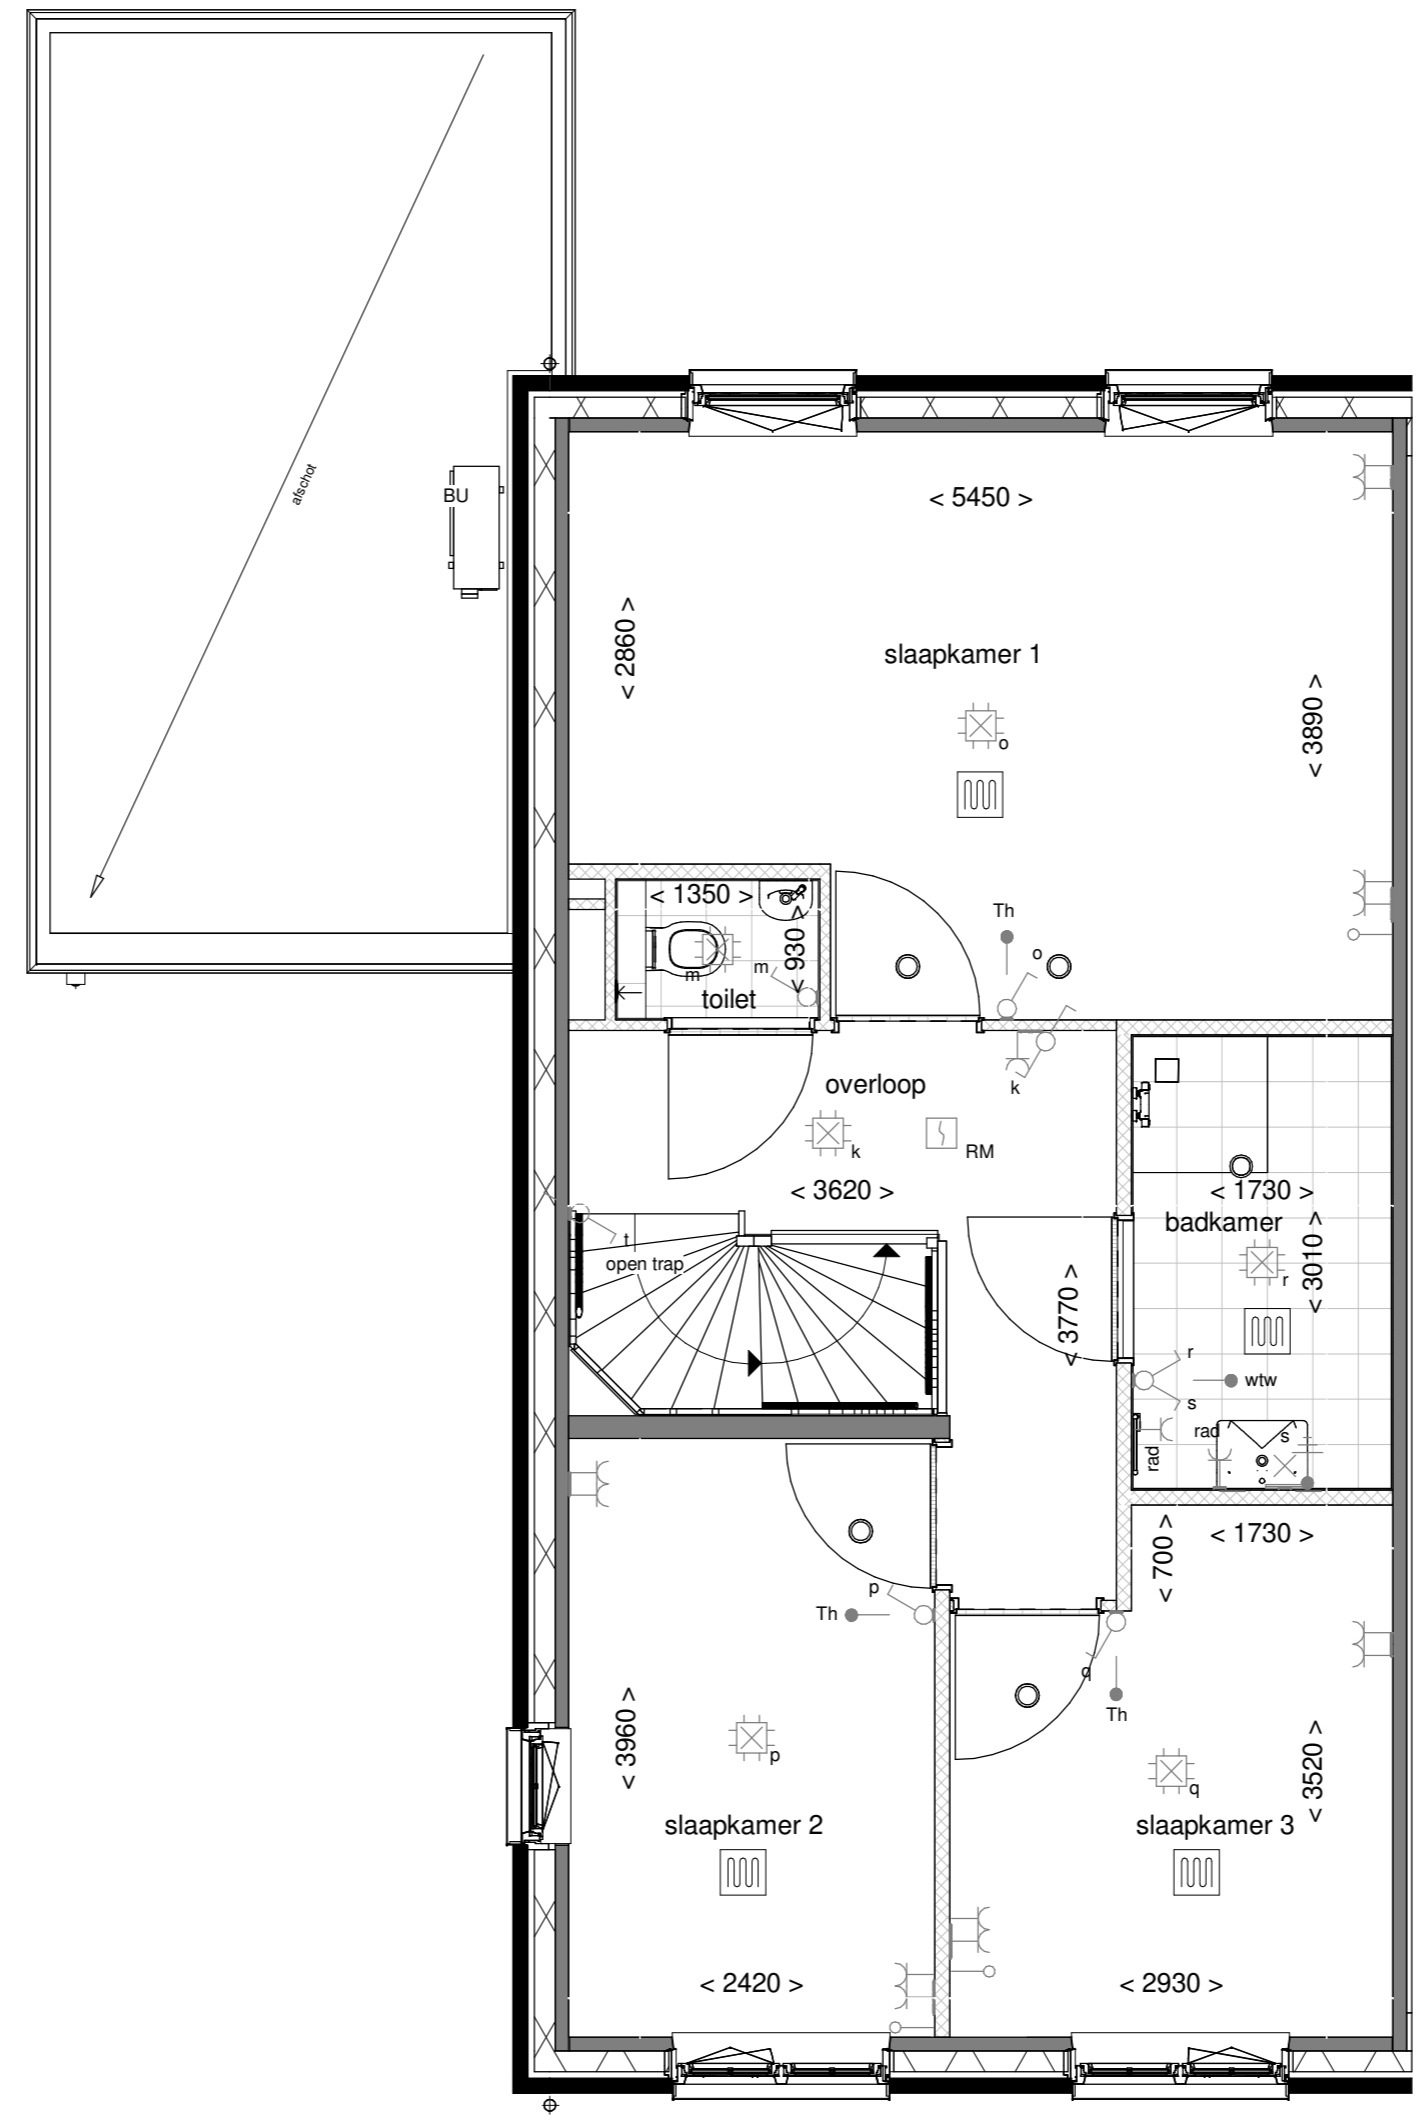 afschot
BU
< 5450 >
< 2860 >
slaapkamer 1
< 3890 >
o
< 1350 >
< 930 >
m
m
toilet
Th
o
k
overloop
k
RM
< 3620 >
< 1730 >
badkamer
< 3010 >
r
t
open trap
< 3770 >
r
wtw
s
rad
rad
s
< 700 >
< 1730 >
p
Th
q
Th
< 3960 >
p
q
< 3520 >
slaapkamer 2
slaapkamer 3
< 2420 >
< 2930 >